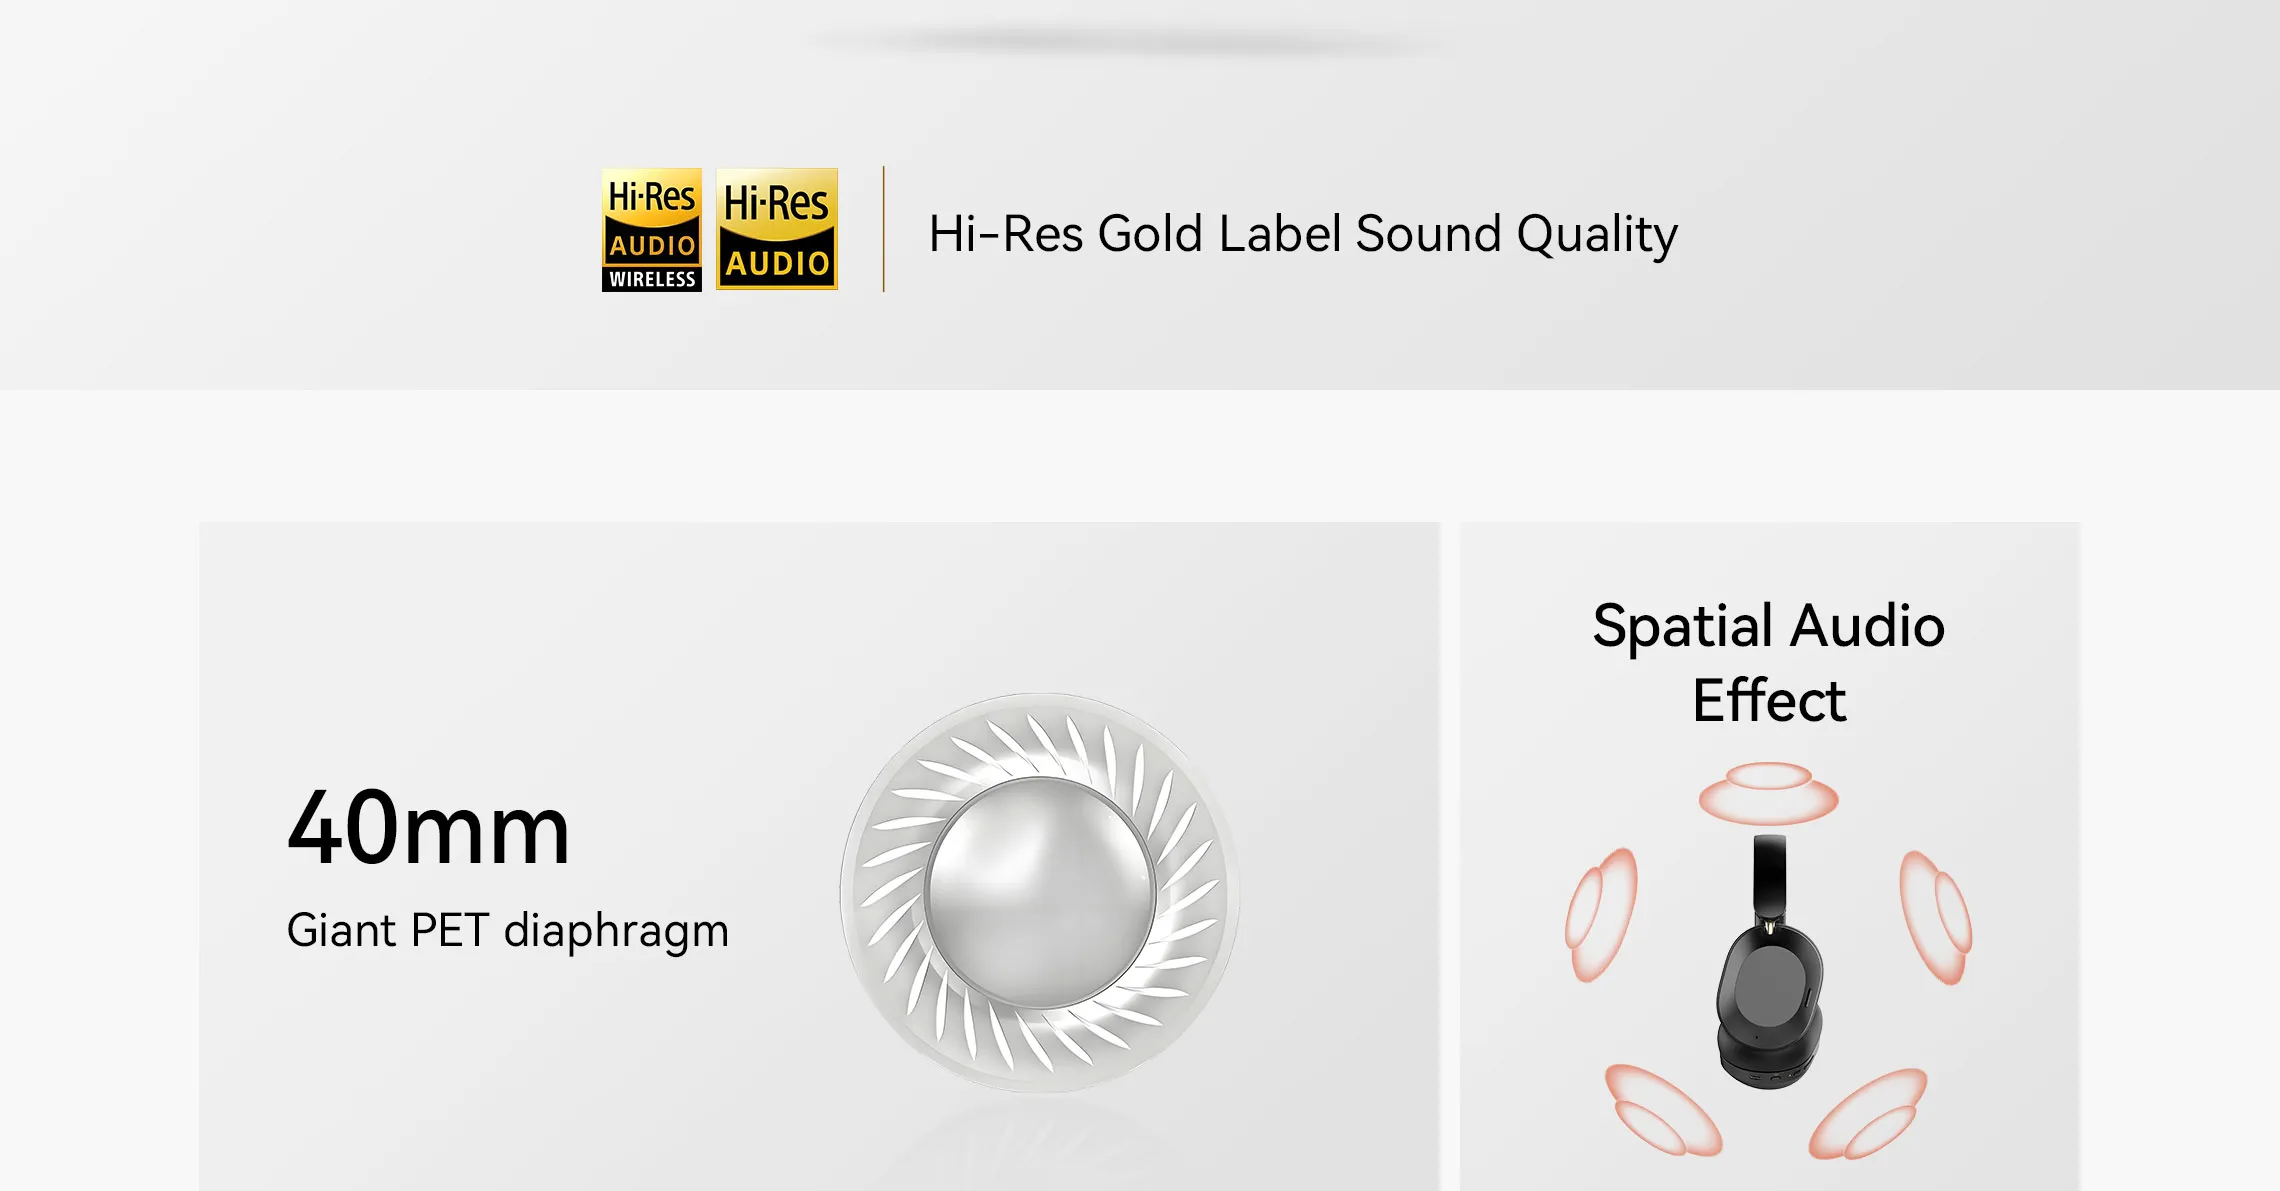 Hi-Res
AUDIO
WIRELESS
Hi-Res
AUDIO
Hi-Res Gold Label Sound Quality
40mm
Giant PET diaphragm
Spatial Audio
Effect